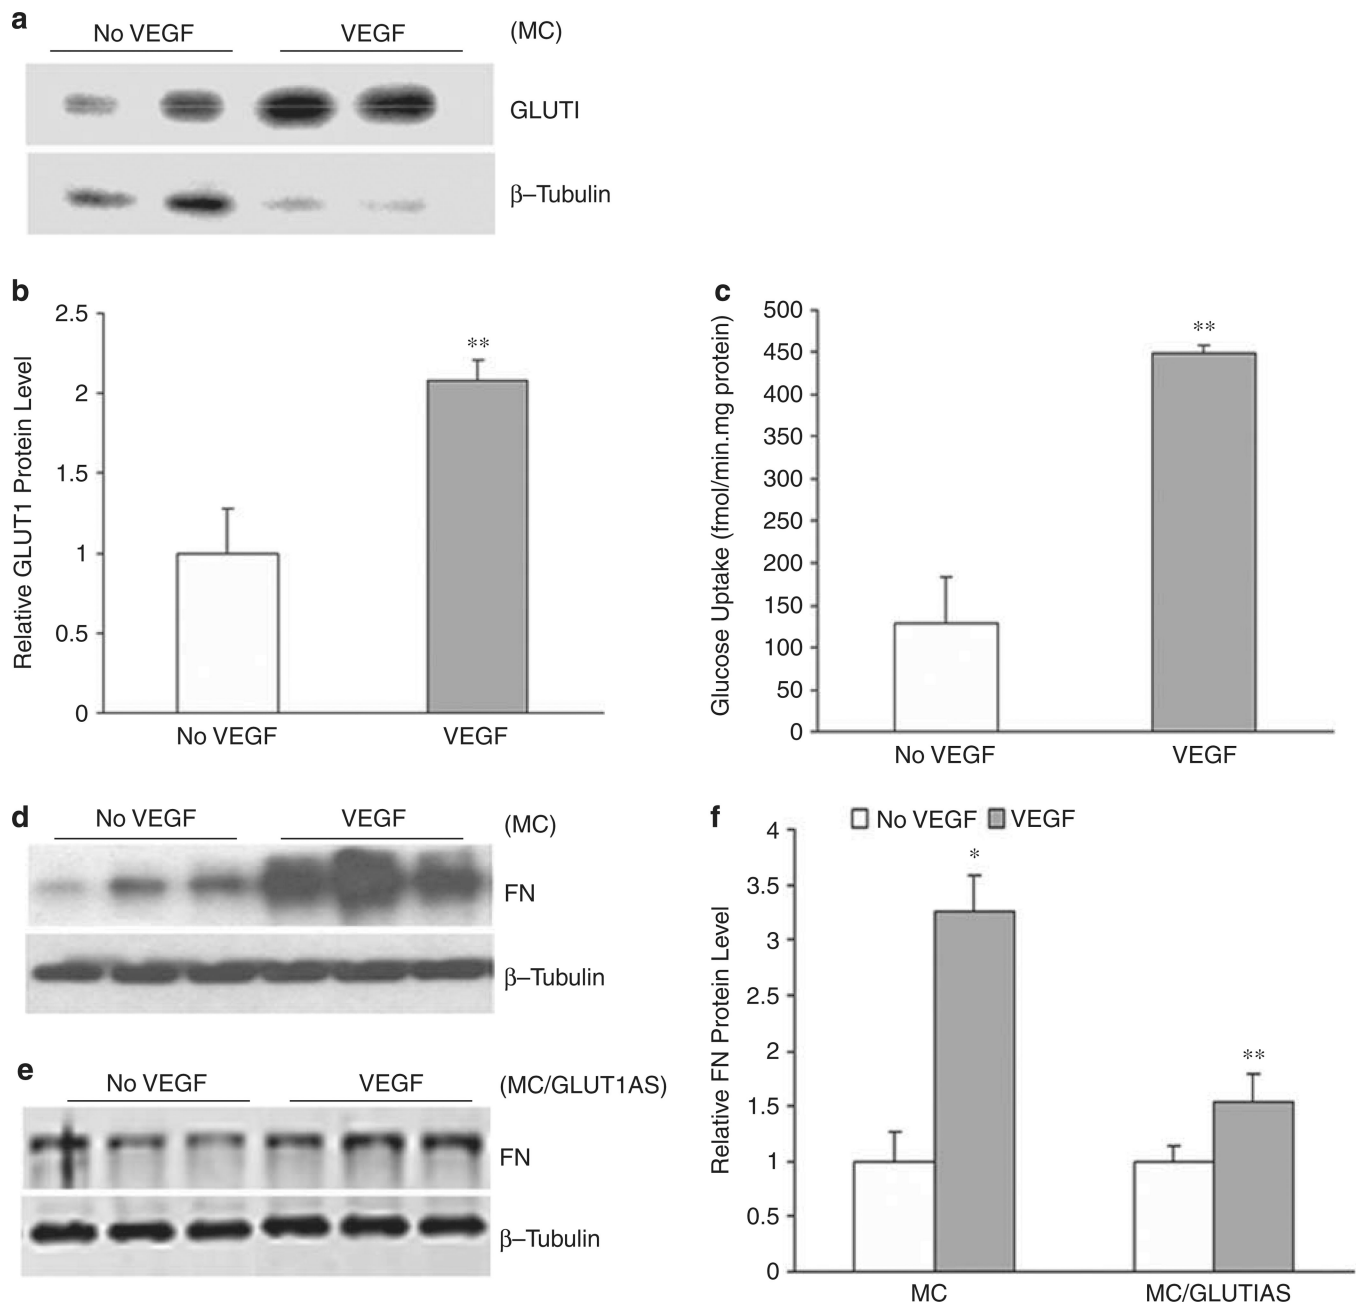 a
No VEGF VEGF (MC)
GLUTI
β–Tubulin
b
Relative GLUT1 Protein Level
2.5
2
1.5
1
0.5
0
**
No VEGF VEGF
c
Glucose Uptake (fmol/min.mg protein)
500
450
400
350
300
250
200
150
100
50
0
**
No VEGF VEGF
d
No VEGF VEGF (MC)
FN
β–Tubulin
e
No VEGF VEGF (MC/GLUT1AS)
FN
β–Tubulin
f
No VEGF VEGF
Relative FN Protein Level
4
3.5
3
2.5
2
1.5
1
0.5
0
*
**
MC MC/GLUTIAS